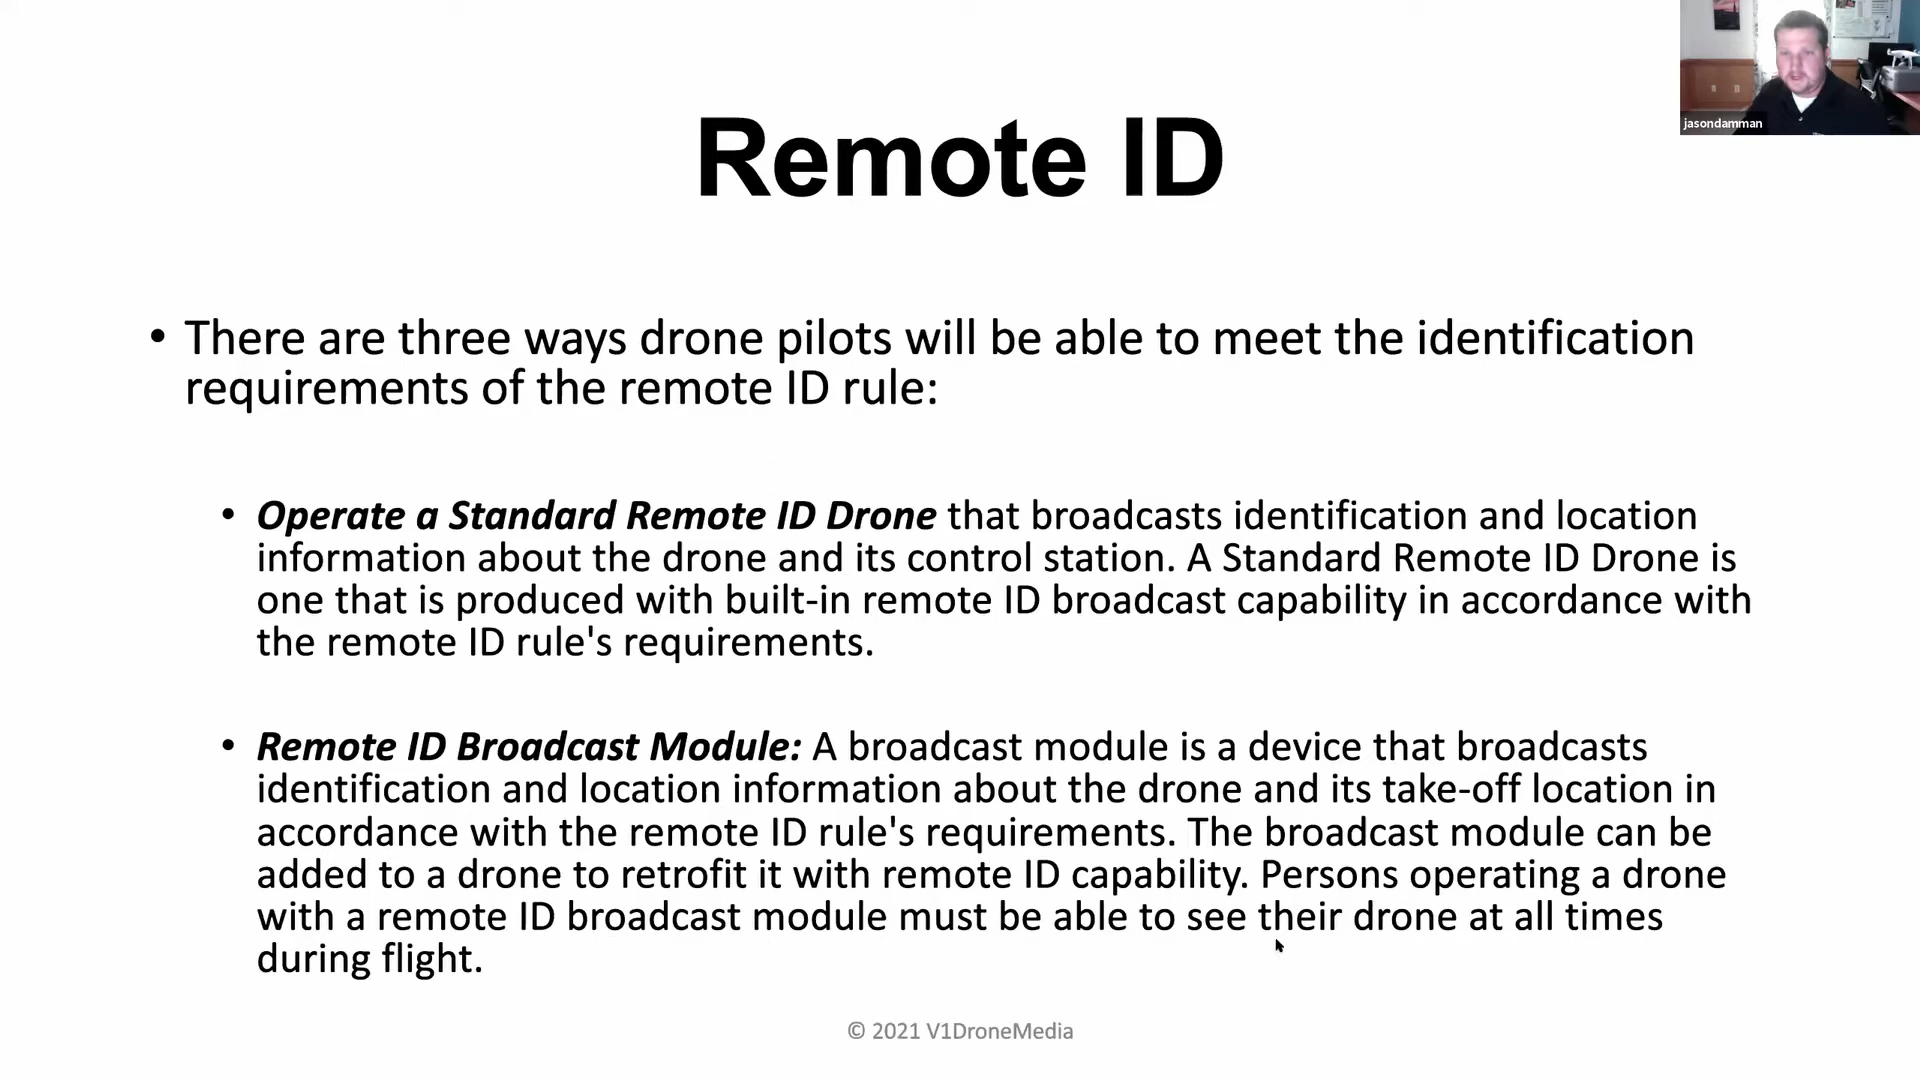 jasondamman
Remote ID
• There are three ways drone pilots will be able to meet the identification
requirements of the remote ID rule:
• Operate a Standard Remote ID Drone that broadcasts identification and location
information about the drone and its control station. A Standard Remote ID Drone is
one that is produced with built-in remote ID broadcast capability in accordance with
the remote ID rule's requirements.
• Remote ID Broadcast Module: A broadcast module is a device that broadcasts
identification and location information about the drone and its take-off location in
accordance with the remote ID rule's requirements. The broadcast module can be
added to a drone to retrofit it with remote ID capability. Persons operating a drone
with a remote ID broadcast module must be able to see their drone at all times
during flight.
© 2021 V1DroneMedia